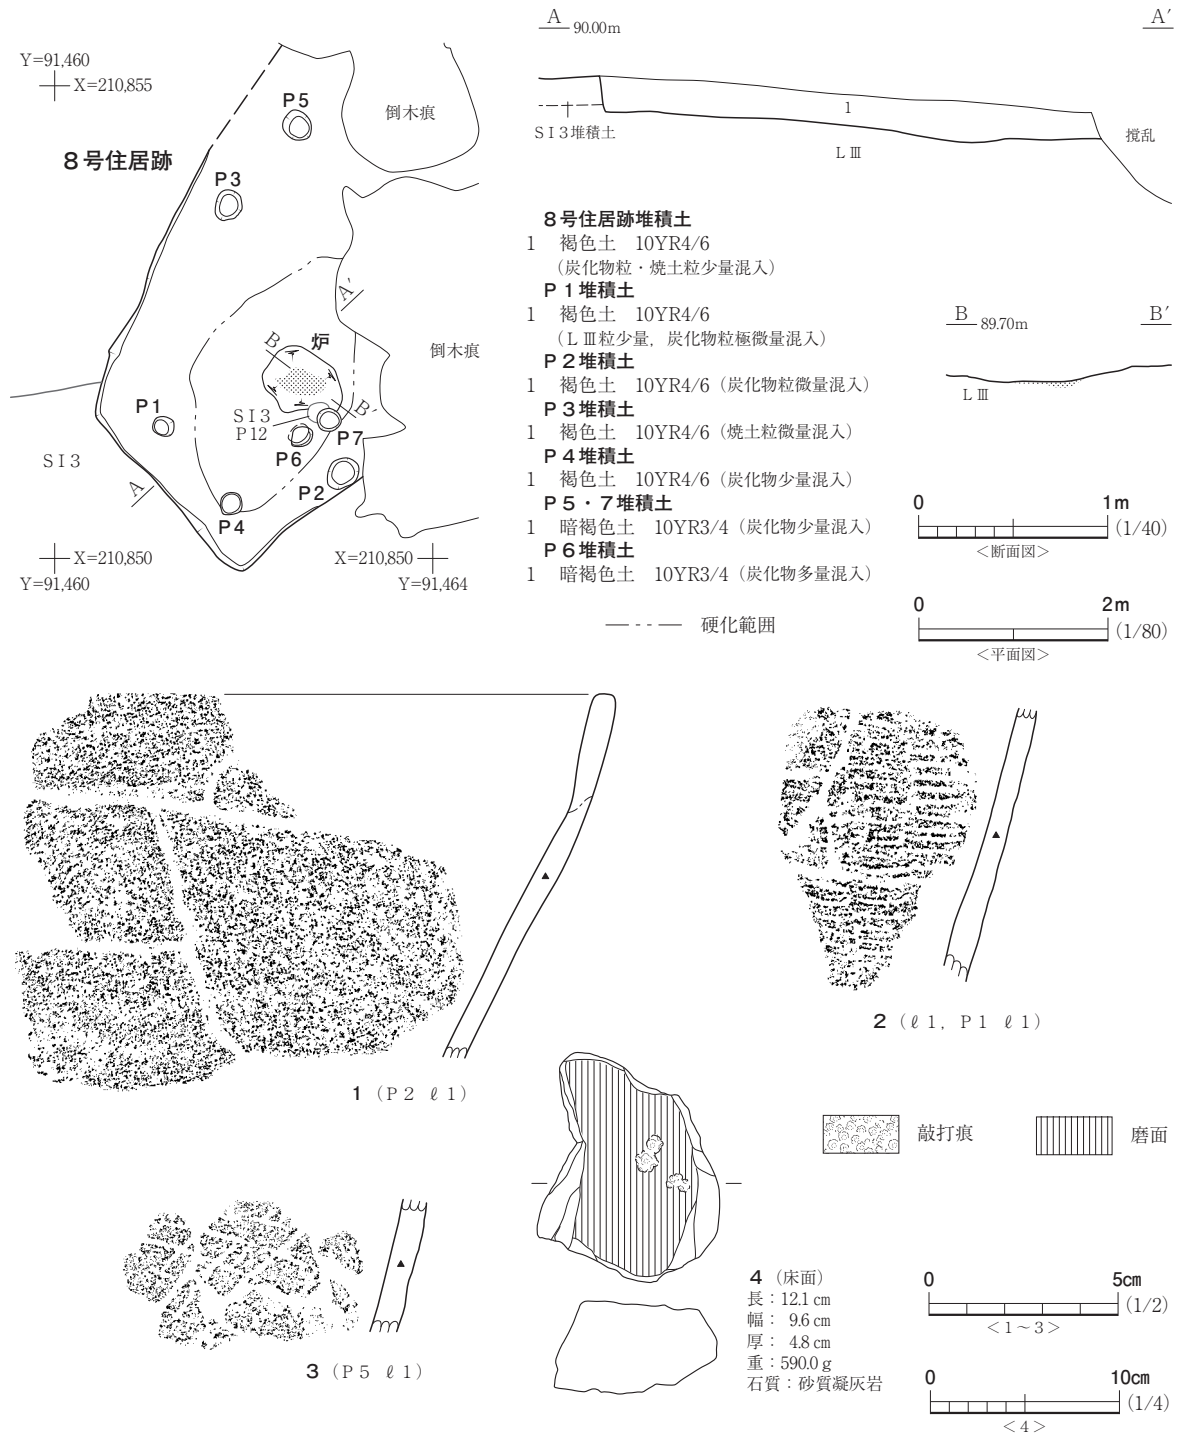 Y=91,460
X=210,855
８号住居跡
P5
P3
倒木痕
A′
炉
B
B′
倒木痕
P1
SI3
P12
P7
P6
SI3
A
P2
P4
X=210,850
Y=91,460
X=210,850
Y=91,464
A 90.00m A′
1
SI3堆積土
LⅢ
撹乱
８号住居跡堆積土
1 褐色土 10YR4/6
（炭化物粒・焼土粒少量混入）
P１堆積土
1 褐色土 10YR4/6
（LⅢ粒少量，炭化物粒極微量混入）
P２堆積土
1 褐色土 10YR4/6（炭化物粒微量混入）
P３堆積土
1 褐色土 10YR4/6（焼土粒微量混入）
P４堆積土
1 褐色土 10YR4/6（炭化物少量混入）
P５・７堆積土
1 暗褐色土 10YR3/4（炭化物少量混入）
P６堆積土
1 暗褐色土 10YR3/4（炭化物多量混入）
硬化範囲
B 89.70m B′
LⅢ
0 1m
(1/40)
＜断面図＞
0 2m
(1/80)
＜平面図＞
1（P2 ℓ1）
2（ℓ1，P1 ℓ1）
3（P5 ℓ1）
敲打痕
磨面
4（床面）
長：12.1㎝
幅： 9.6㎝
厚： 4.8㎝
重：590.0g
石質：砂質凝灰岩
0 5㎝
(1/2)
＜1～3＞
0 10㎝
(1/4)
＜4＞